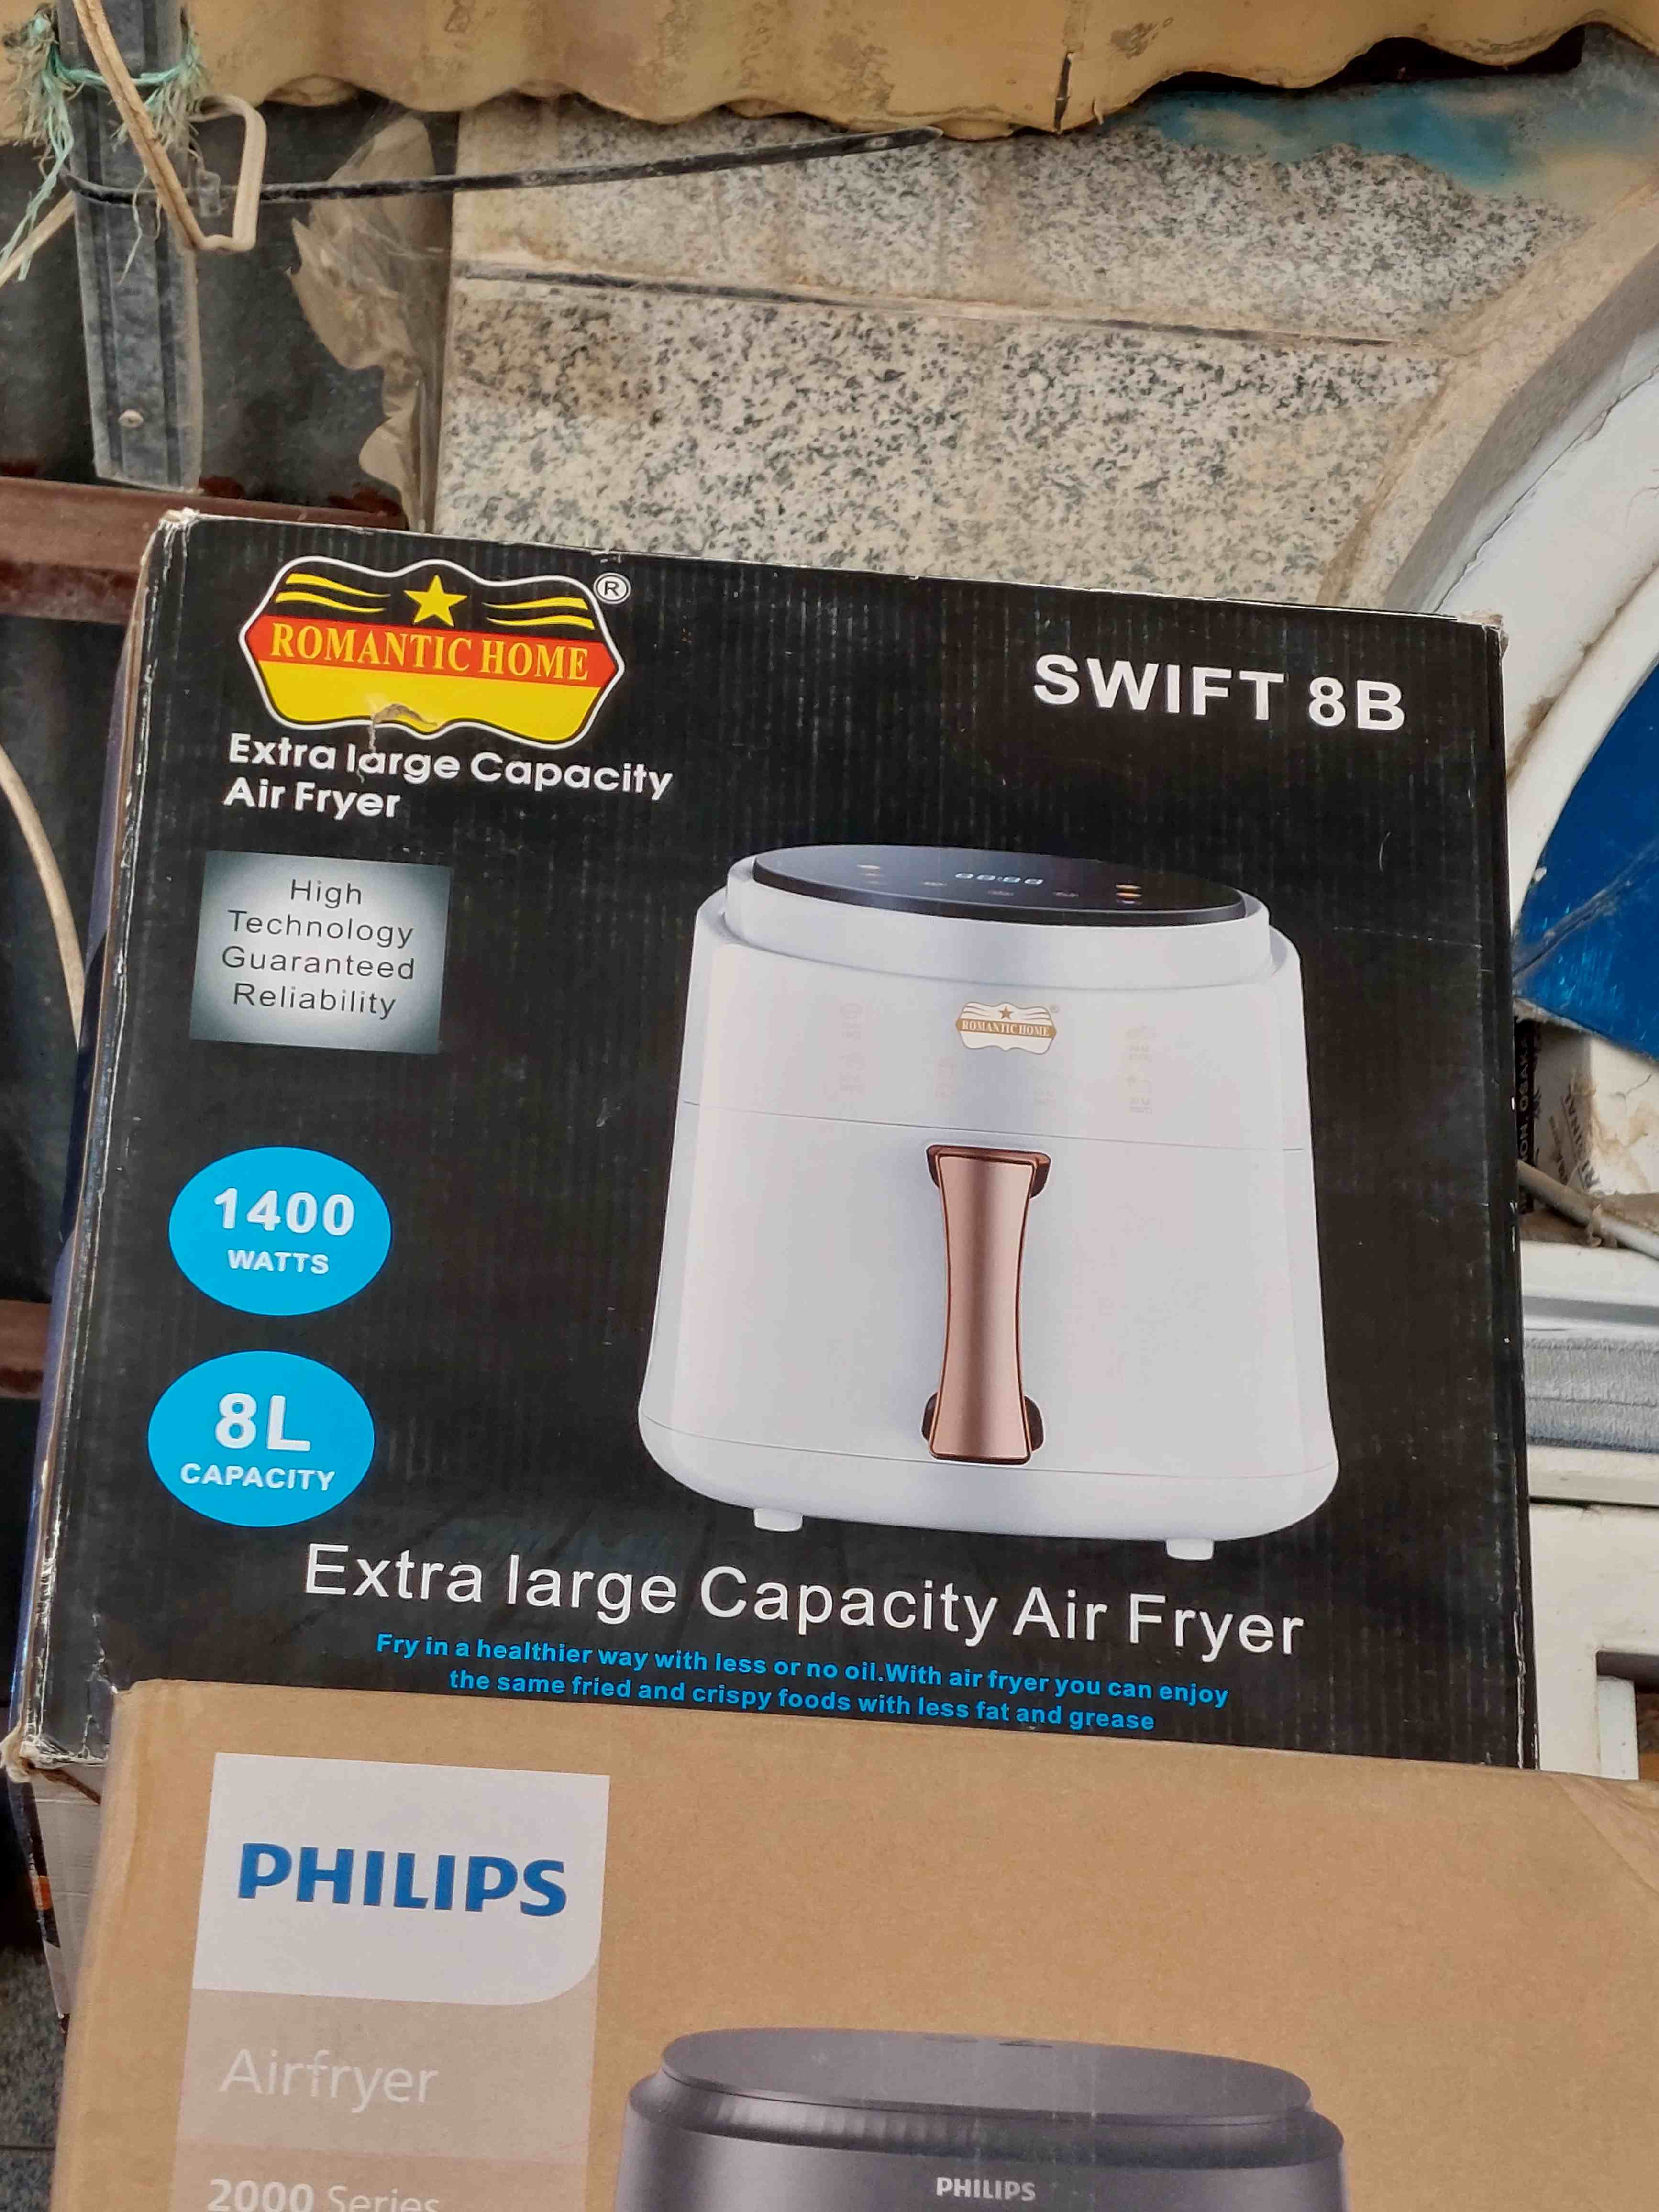 ROMANTIC HOME
®
SWIFT 8B
Extra large Capacity
Air Fryer
High
Technology
Guaranteed
Reliability
ROMANTIC HOME
1400
WATTS
8L
CAPACITY
Extra large Capacity Air Fryer
Fry in a healthier way with less or no oil.With air fryer you can enjoy
the same fried and crispy foods with less fat and grease
PHILIPS
Airfryer
2000 Series
PHILIPS